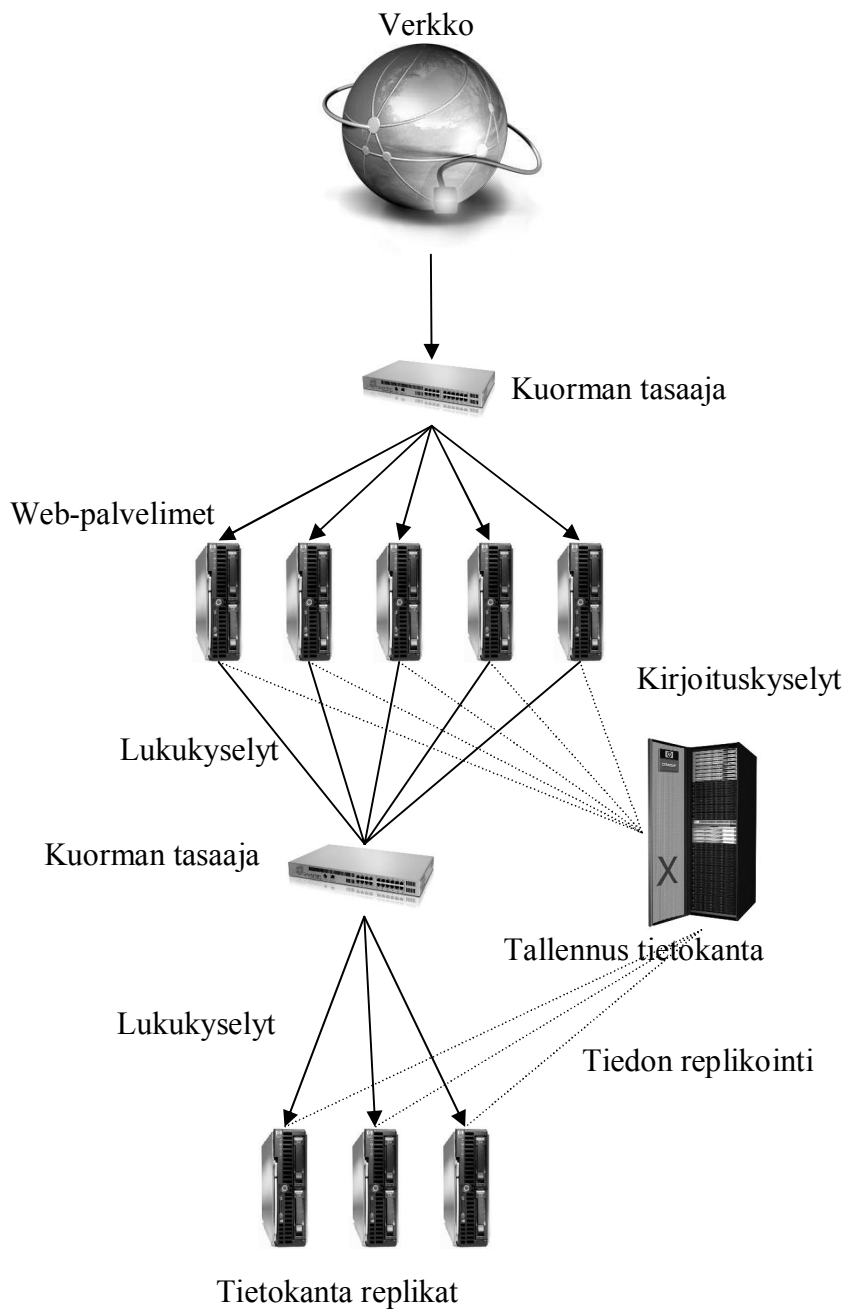 Verkko
Kuorman tasaaja
Web-palvelimet
Kirjoituskyselyt
Lukukyselyt
Kuorman tasaaja
X
Tallennus tietokanta
Lukukyselyt
Tiedon replikointi
Tietokanta replikat